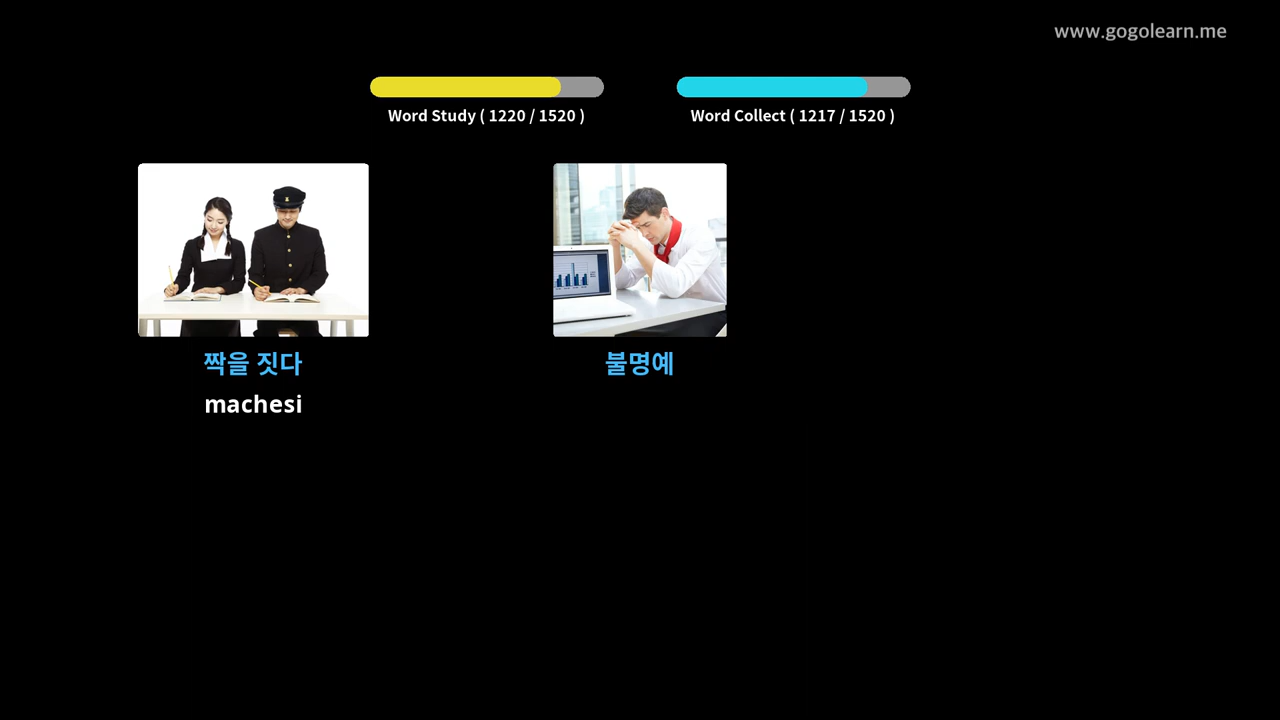 www.gogolearn.me
Word Study ( 1220 / 1520 )
Word Collect ( 1217 / 1520 )
짝을 짓다
machesi
불명예